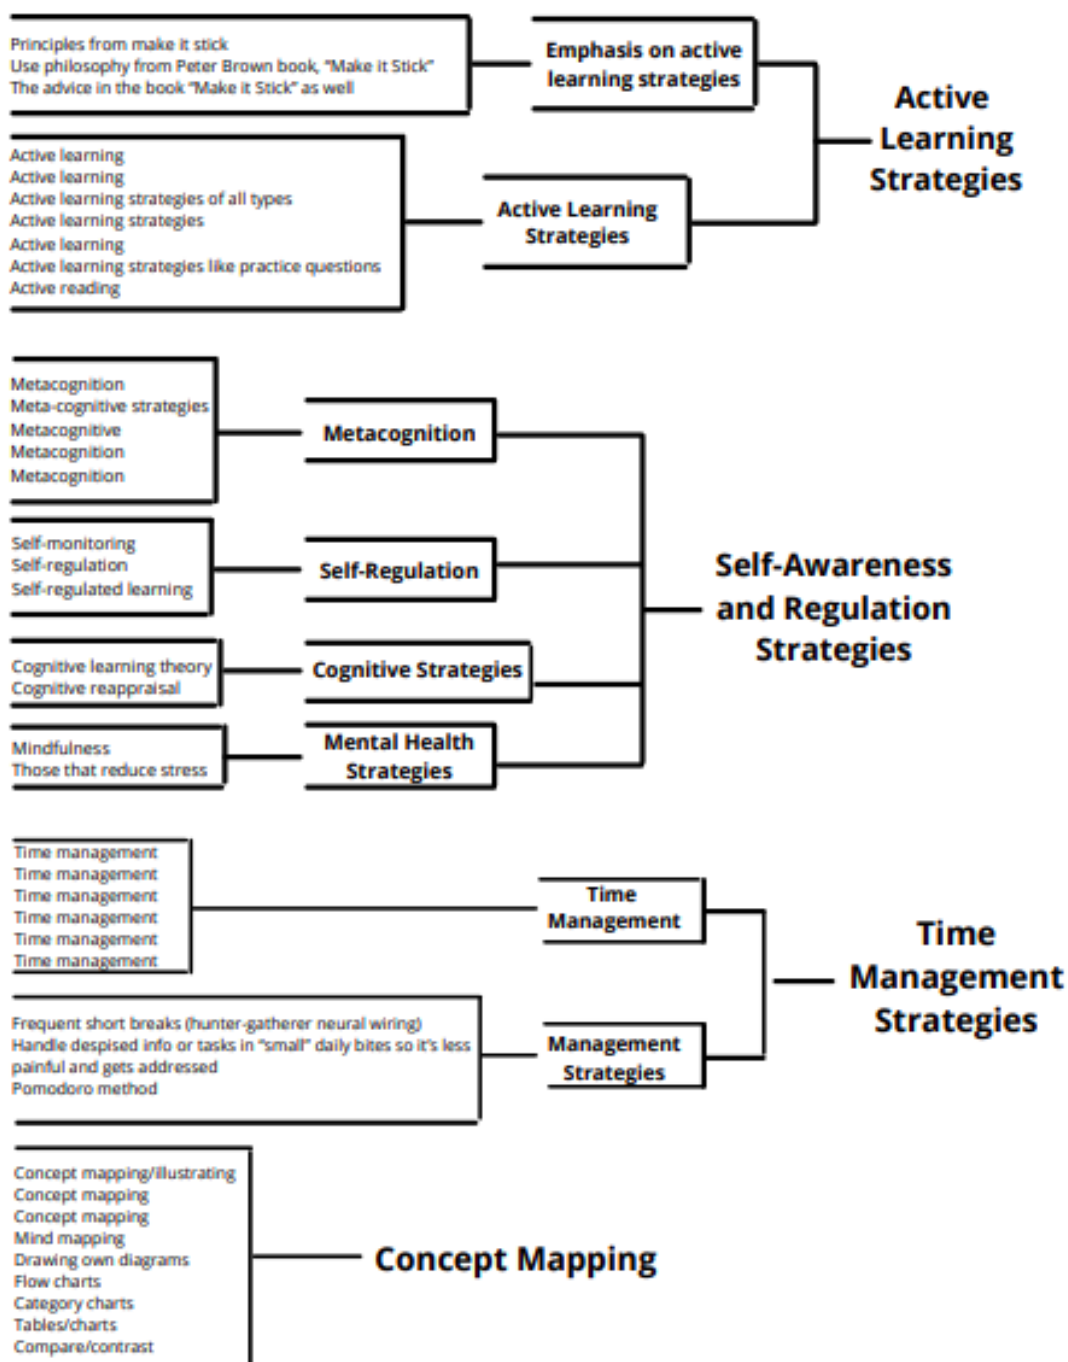 Principles from make it stick
Use philosophy from Peter Brown book, “Make it Stick”
The advice in the book “Make it Stick” as well
Emphasis on active
learning strategies
Active
Learning
Strategies
Active learning
Active learning
Active learning strategies of all types
Active learning strategies
Active learning
Active learning strategies like practice questions
Active reading
Active Learning
Strategies
Metacognition
Meta-cognitive strategies
Metacognitive
Metacognition
Metacognition
Metacognition
Self-monitoring
Self-regulation
Self-regulated learning
Self-Regulation
Self-Awareness
and Regulation
Strategies
Cognitive learning theory
Cognitive reappraisal
Cognitive Strategies
Mindfulness
Those that reduce stress
Mental Health
Strategies
Time management
Time management
Time management
Time management
Time management
Time management
Time
Management
Time
Management
Strategies
Frequent short breaks (hunter-gatherer neural wiring)
Handle despised info or tasks in “small” daily bites so it’s less
painful and gets addressed
Pomodoro method
Management
Strategies
Concept mapping/illustrating
Concept mapping
Concept mapping
Mind mapping
Drawing own diagrams
Flow charts
Category charts
Tables/charts
Compare/contrast
Concept Mapping